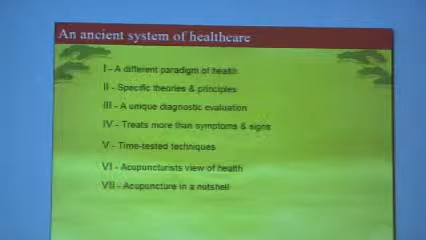 An ancient system of healthcare
I - A different paradigm of health
II - Specific theories & principles
III - A unique diagnostic evaluation
IV - Treats more than symptoms & signs
V - Time-tested techniques
VI - Acupuncturists view of health
VII - Acupuncture in a nutshell